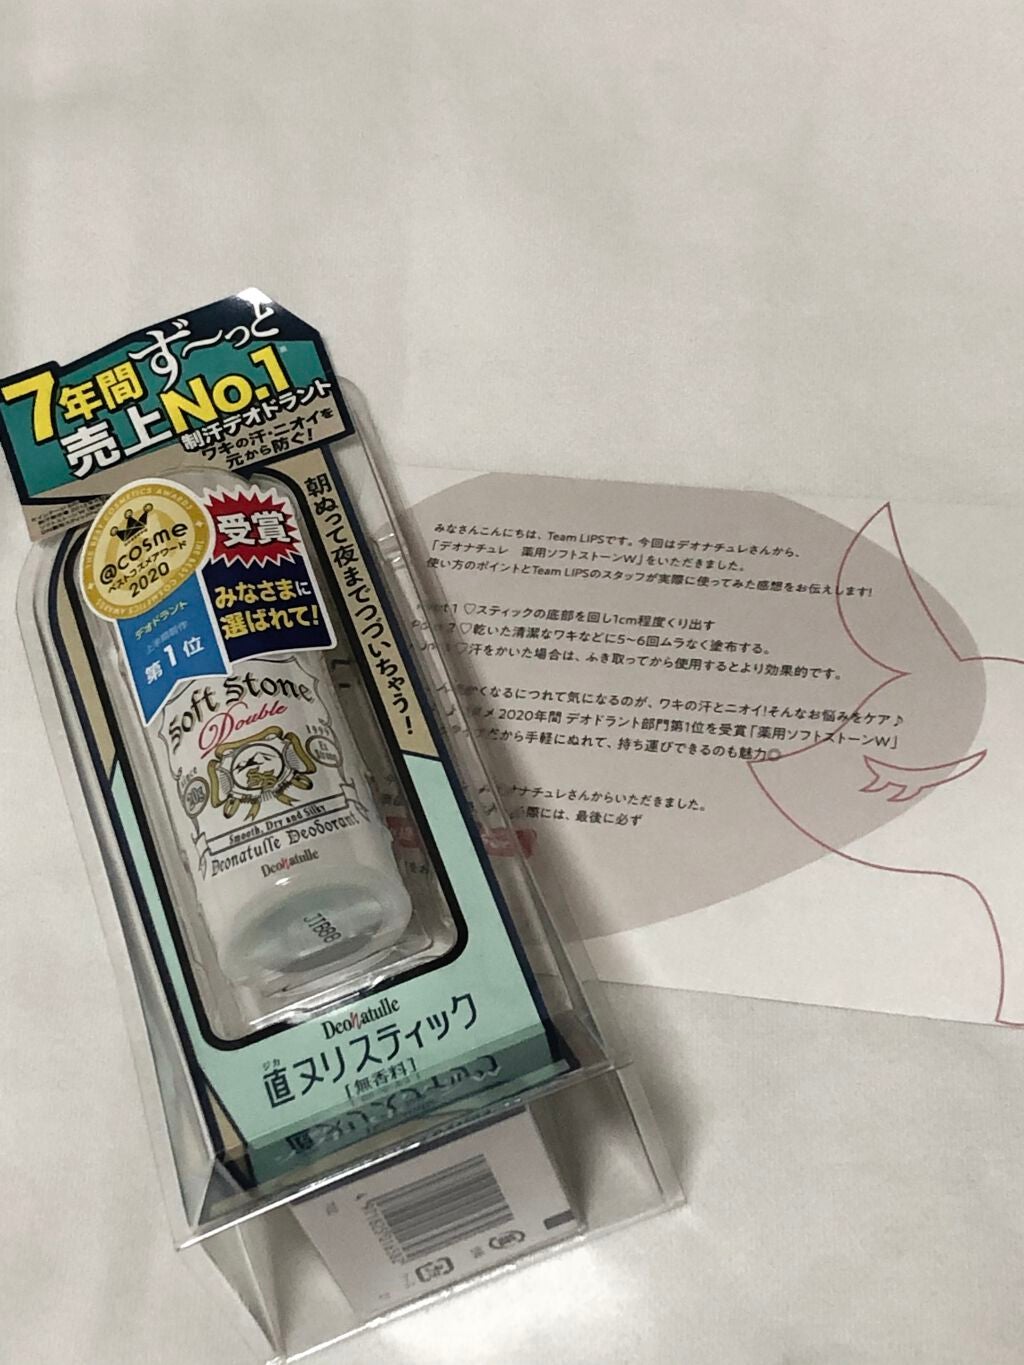 7年間ず〜っと
売上No.1
制汗デオドラント
ワキの汗・ニオイを
元から防ぐ!
朝ぬって夜までつづいちゃう!
THE BEST COSMETICS AWARDS
@cosme
ベストコスメアワード
2020
デオドラント
上半期新作
第1位
受賞
みなさまに
選ばれて!
Soft Stone
Double
Since
1999
20g
Smooth, Dry and Silky
Deonatulle Deodorant
Deonatulle
J1BBB
Deonatulle
ジカ
直ヌリスティック
[無香料]
みなさんこんにちは、Team LIPSです。今回はデオナチュレさんから、
「デオナチュレ 薬用ソフトストーンW」をいただきました。
使い方のポイントとTeam LIPSのスタッフが実際に使ってみた感想をお伝えします!
1♡スティックの底部を回し1cm程度くり出す
♡乾いた清潔なワキなどに5〜6回ムラなく塗布する。
♡汗をかいた場合は、ふき取ってから使用するとより効果的です。
くなるにつれて気になるのが、ワキの汗とニオイ!そんなお悩みをケア♪
2020年間 デオドラント部門第1位を受賞「薬用ソフトストーンW」
だから手軽にぬれて、持ち運びできるのも魅力◎
ナチュレさんからいただきました。
際には、最後に必ず